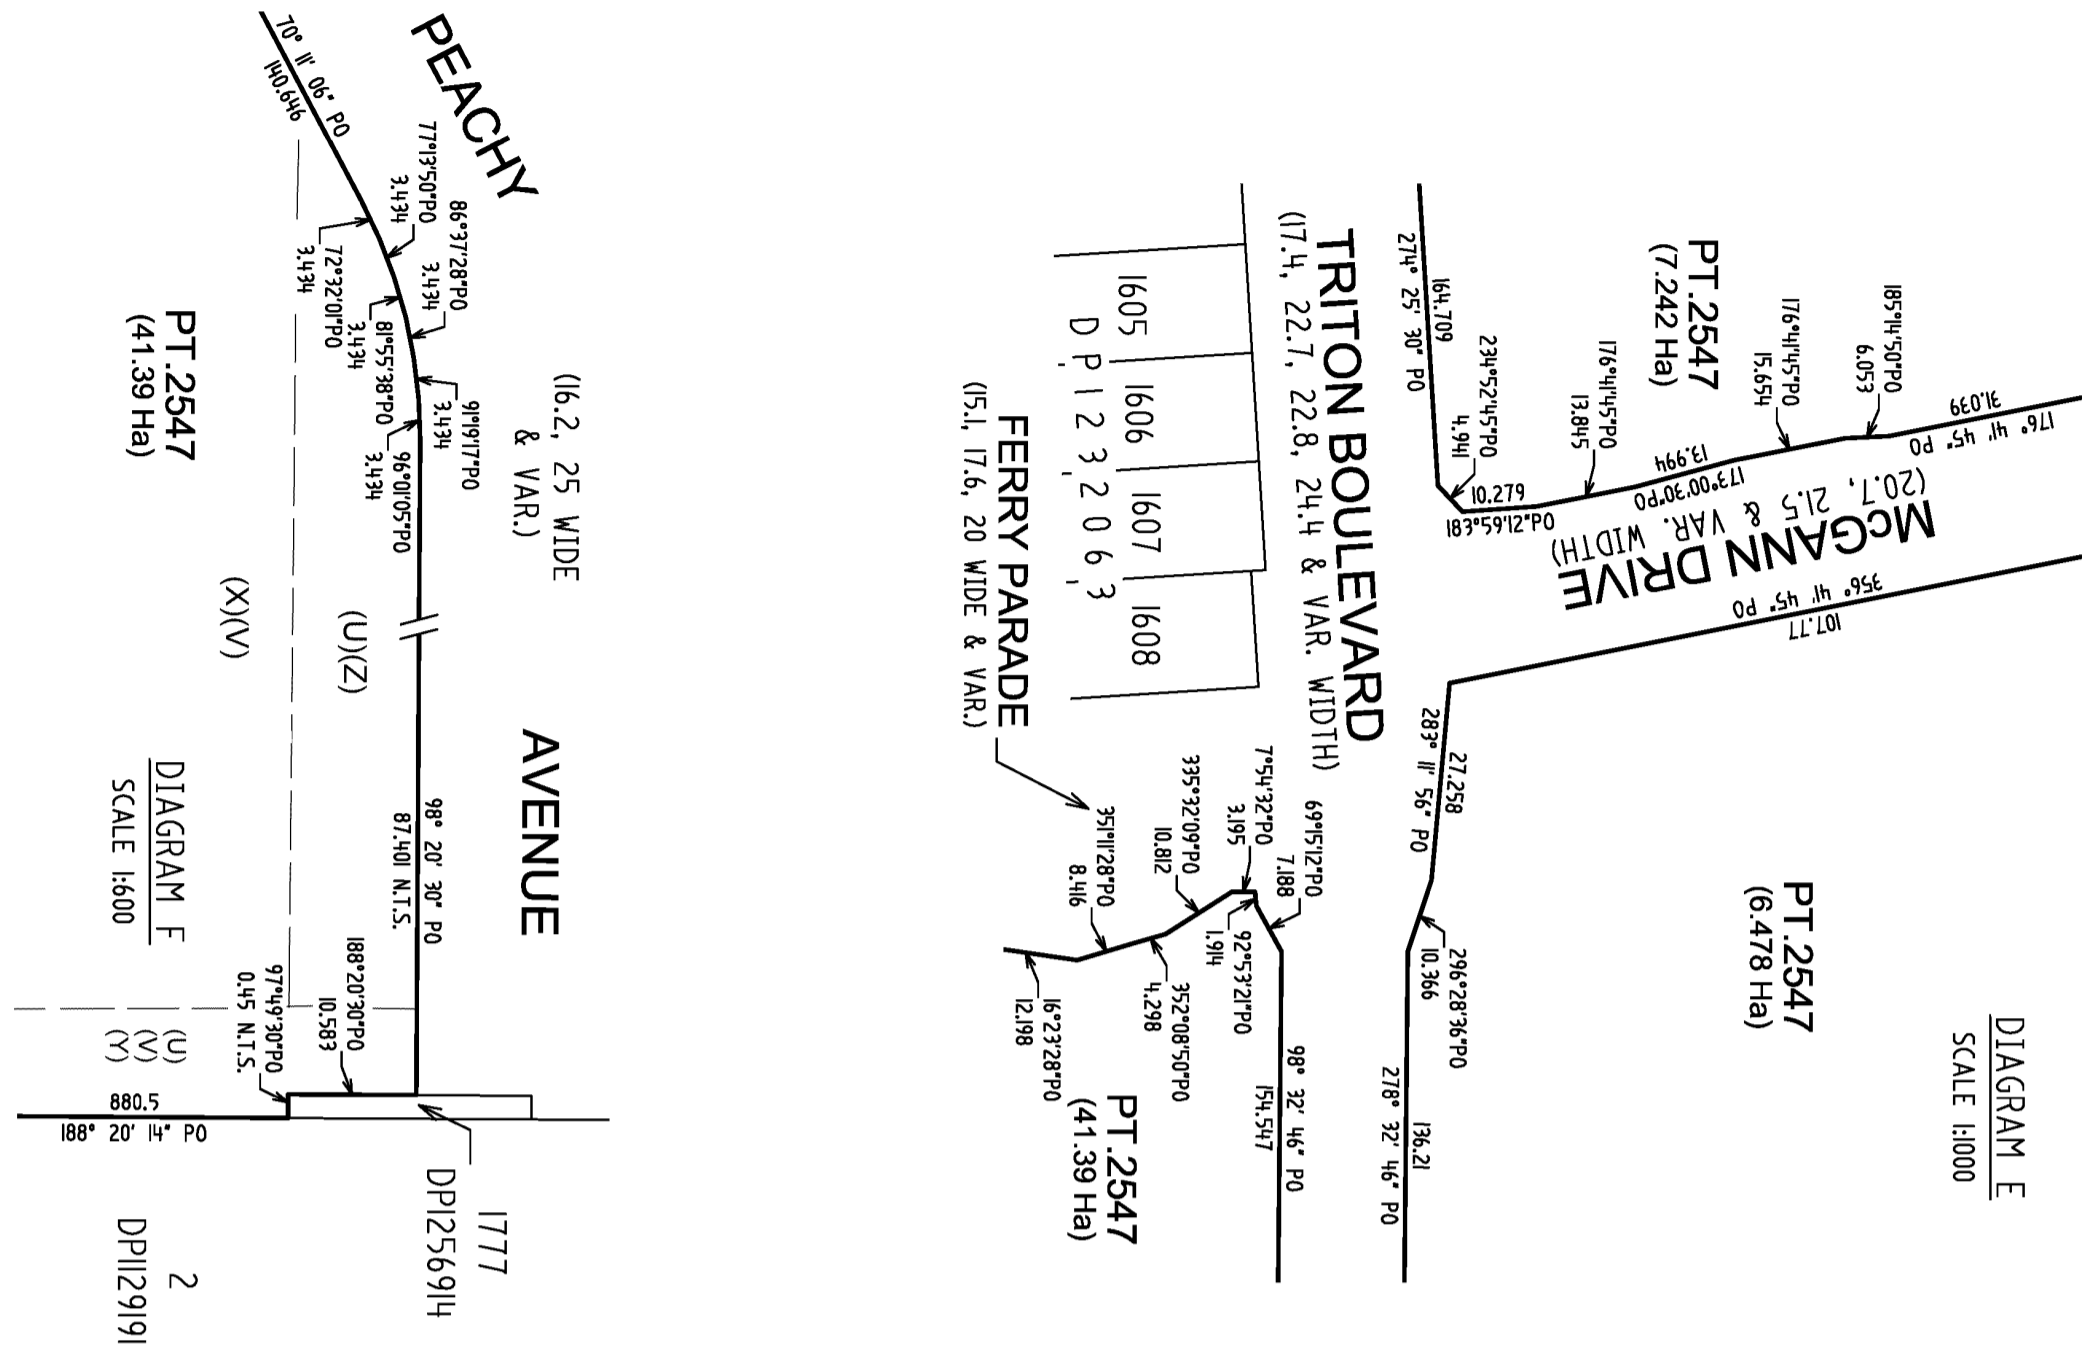 PEACHY
70° 11' 06" PO
140.646
77°13'50"PO
3.434
86°37'28"PO
3.434
72°32'01"PO
3.434
81°55'38"PO
3.434
91°19'17"PO
3.434
96°01'05"PO
3.434
(16.2, 25 WIDE
& VAR.)
PT.2547
(41.39 Ha)
(X)(V)
(U)(Z)
AVENUE
98° 20' 30" PO
87.401 N.T.S.
DIAGRAM F
SCALE 1:600
188°20'30"PO
10.583
97°49'30"PO
0.45 N.T.S.
(U)
(V)
(Y)
880.5
188° 20' 14" PO
1777
DP1256914
2
DP1129191
TRITON BOULEVARD
(17.4, 22.7, 22.8, 24.4 & VAR. WIDTH)
1605
1606
1607
1608
DP1232063
FERRY PARADE
(15.1, 17.6, 20 WIDE & VAR.)
164.709
274° 25' 30" PO
234°52'45"PO
4.941
10.279
183°59'12"PO
176°41'45"PO
13.845
13.994
173°00'30"PO
176°41'45"PO
15.654
185°14'50"PO
6.053
31.039
176° 41' 45" PO
PT.2547
(7.242 Ha)
McGANN DRIVE
(20.7, 21.5 & VAR. WIDTH)
356° 41' 45" PO
107.77
27.258
283° 11' 56" PO
296°28'36"PO
10.366
136.21
278° 32' 46" PO
69°15'12"PO
7.188
7°54'32"PO
3.195
335°32'09"PO
10.812
351°11'28"PO
8.416
92°53'21"PO
1.914
352°08'50"PO
4.298
16°23'28"PO
12.198
98° 32' 46" PO
154.547
PT.2547
(41.39 Ha)
PT.2547
(6.478 Ha)
DIAGRAM E
SCALE 1:1000